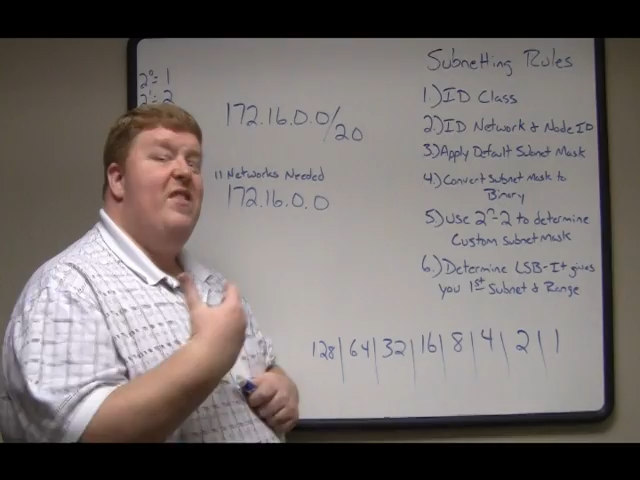 2⁰= 1
2¹= 2
172.16.0.0/20
11 Networks Needed
172.16.0.0
Subnetting Rules
1.) ID Class
2.) ID Network & Node ID
3) Apply Default Subnet Mask
4.) Convert Subnet Mask to
Binary
5) Use 2ⁿ-2 to determine
Custom subnet mask
6.) Determine LSB-It gives
you 1st Subnet & Range
128| 64| 32| 16| 8| 4| 2| 1